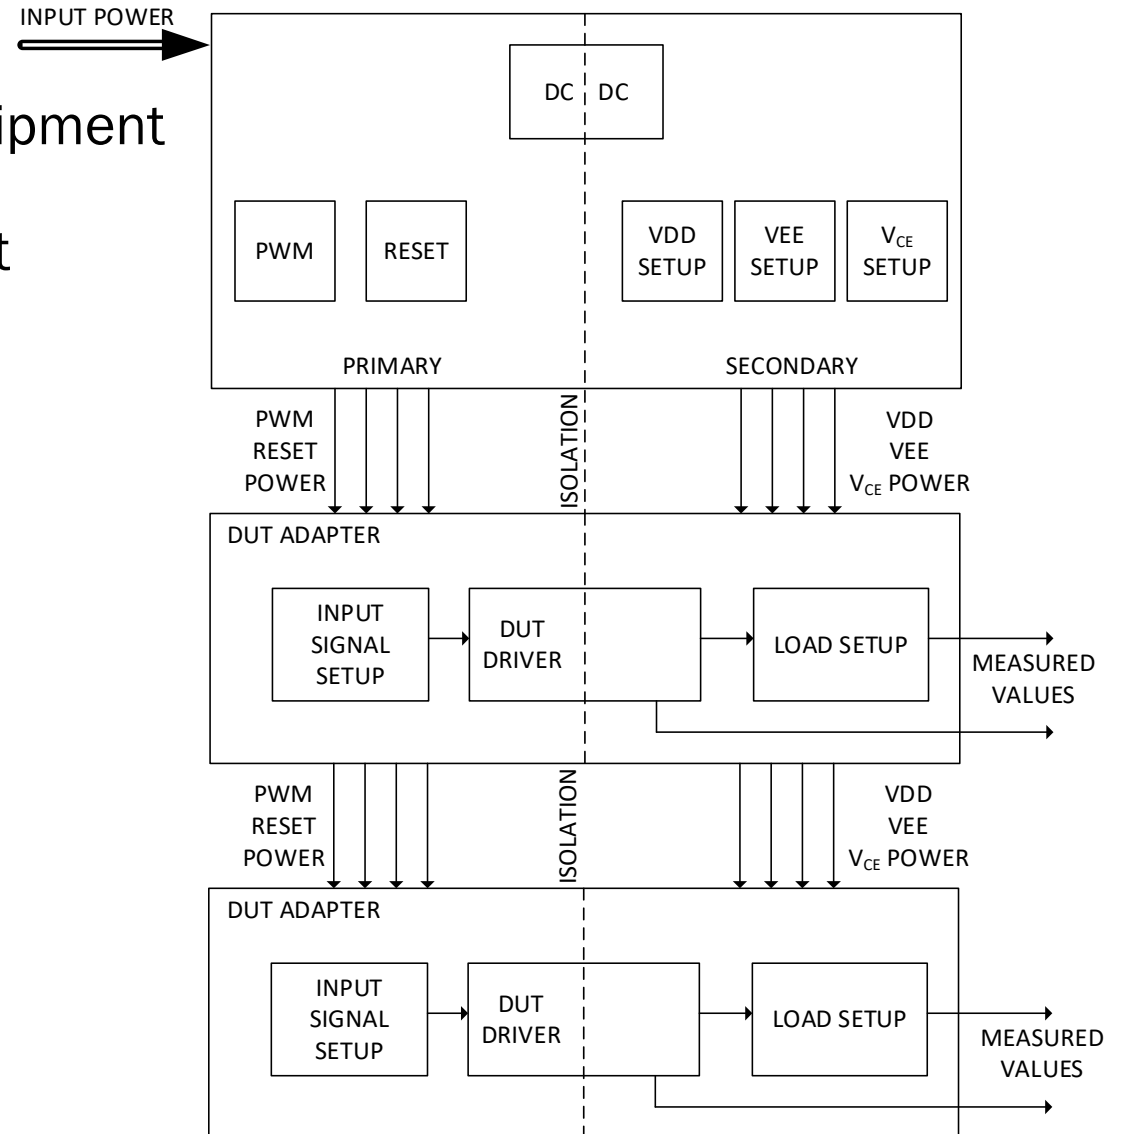 INPUT POWER
ipment
t
DC DC
PWM
RESET
VDD
SETUP
VEE
SETUP
VCE
SETUP
PRIMARY
SECONDARY
PWM
RESET
POWER
ISOLATION
VDD
VEE
VCE POWER
DUT ADAPTER
INPUT
SIGNAL
SETUP
DUT
DRIVER
LOAD SETUP
MEASURED
VALUES
PWM
RESET
POWER
ISOLATION
VDD
VEE
VCE POWER
DUT ADAPTER
INPUT
SIGNAL
SETUP
DUT
DRIVER
LOAD SETUP
MEASURED
VALUES